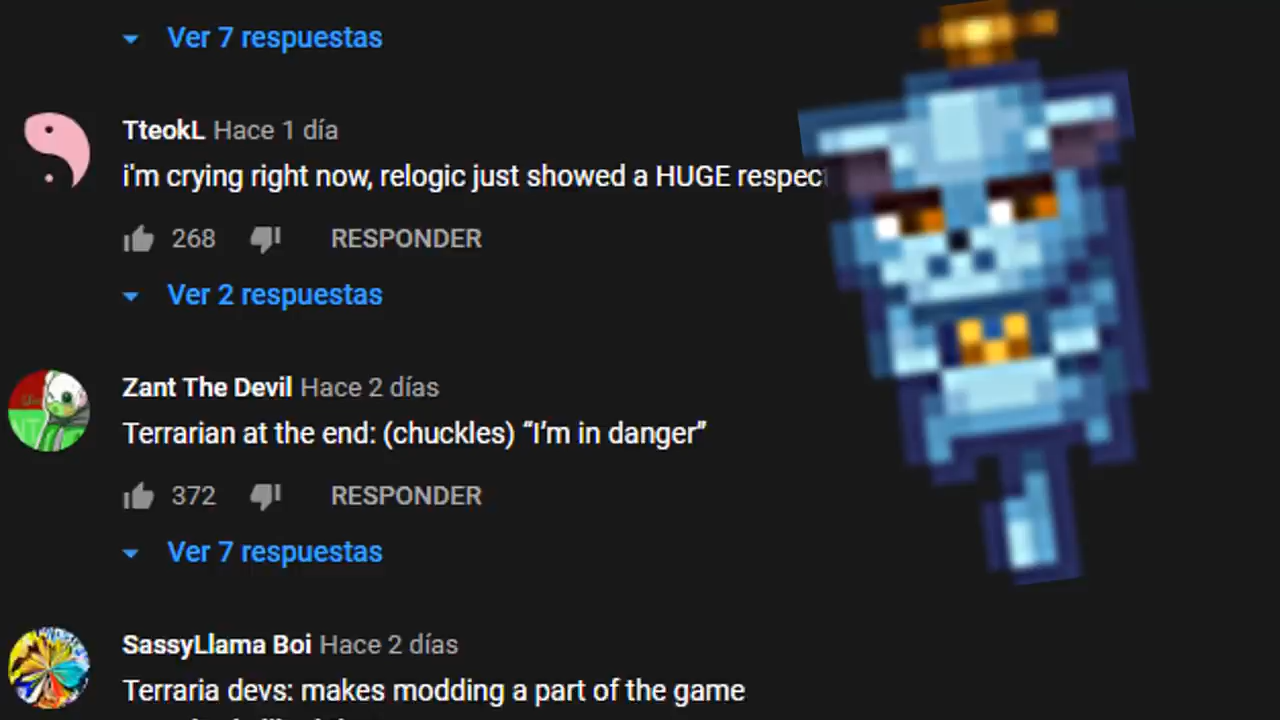 Ver 7 respuestas
TteokL Hace 1 día
i'm crying right now, relogic just showed a HUGE respect
268 RESPONDER
Ver 2 respuestas
Zant The Devil Hace 2 días
Terrarian at the end: (chuckles) “I’m in danger”
372 RESPONDER
Ver 7 respuestas
SassyLlama Boi Hace 2 días
Terraria devs: makes modding a part of the game